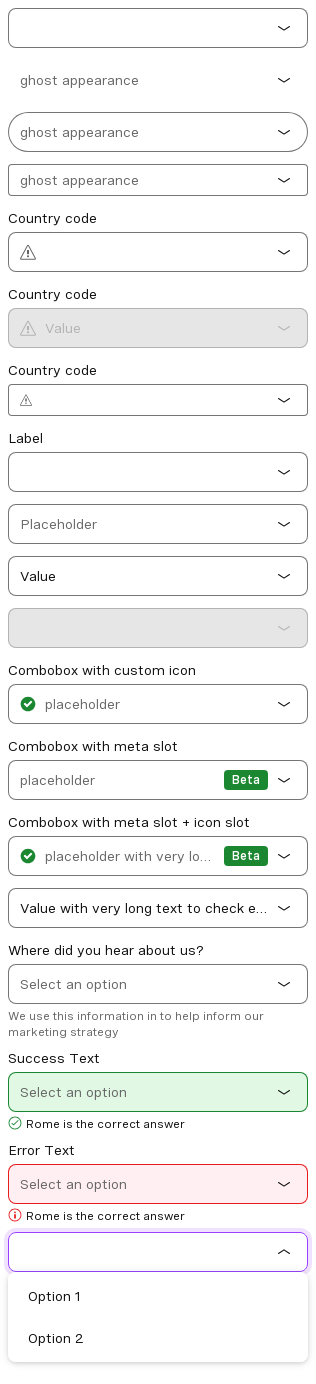 ghost appearance
ghost appearance
ghost appearance
Country code
Country code
Value
Country code
Label
Placeholder
Value
Combobox with custom icon
placeholder
Combobox with meta slot
placeholder Beta
Combobox with meta slot + icon slot
placeholder with very lo... Beta
Value with very long text to check e...
Where did you hear about us?
Select an option
We use this information in to help inform our
marketing strategy
Success Text
Select an option
Rome is the correct answer
Error Text
Select an option
Rome is the correct answer
Option 1
Option 2